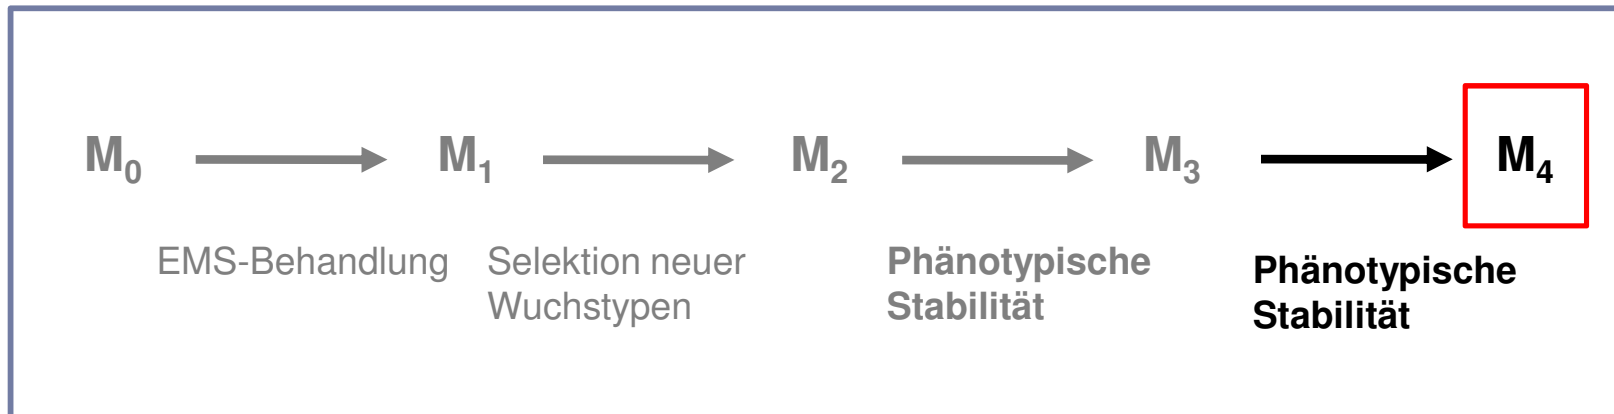 M₀ M₁ M₂ M₃ M₄
EMS-Behandlung
Selektion neuer
Wuchstypen
Phänotypische
Stabilität
Phänotypische
Stabilität